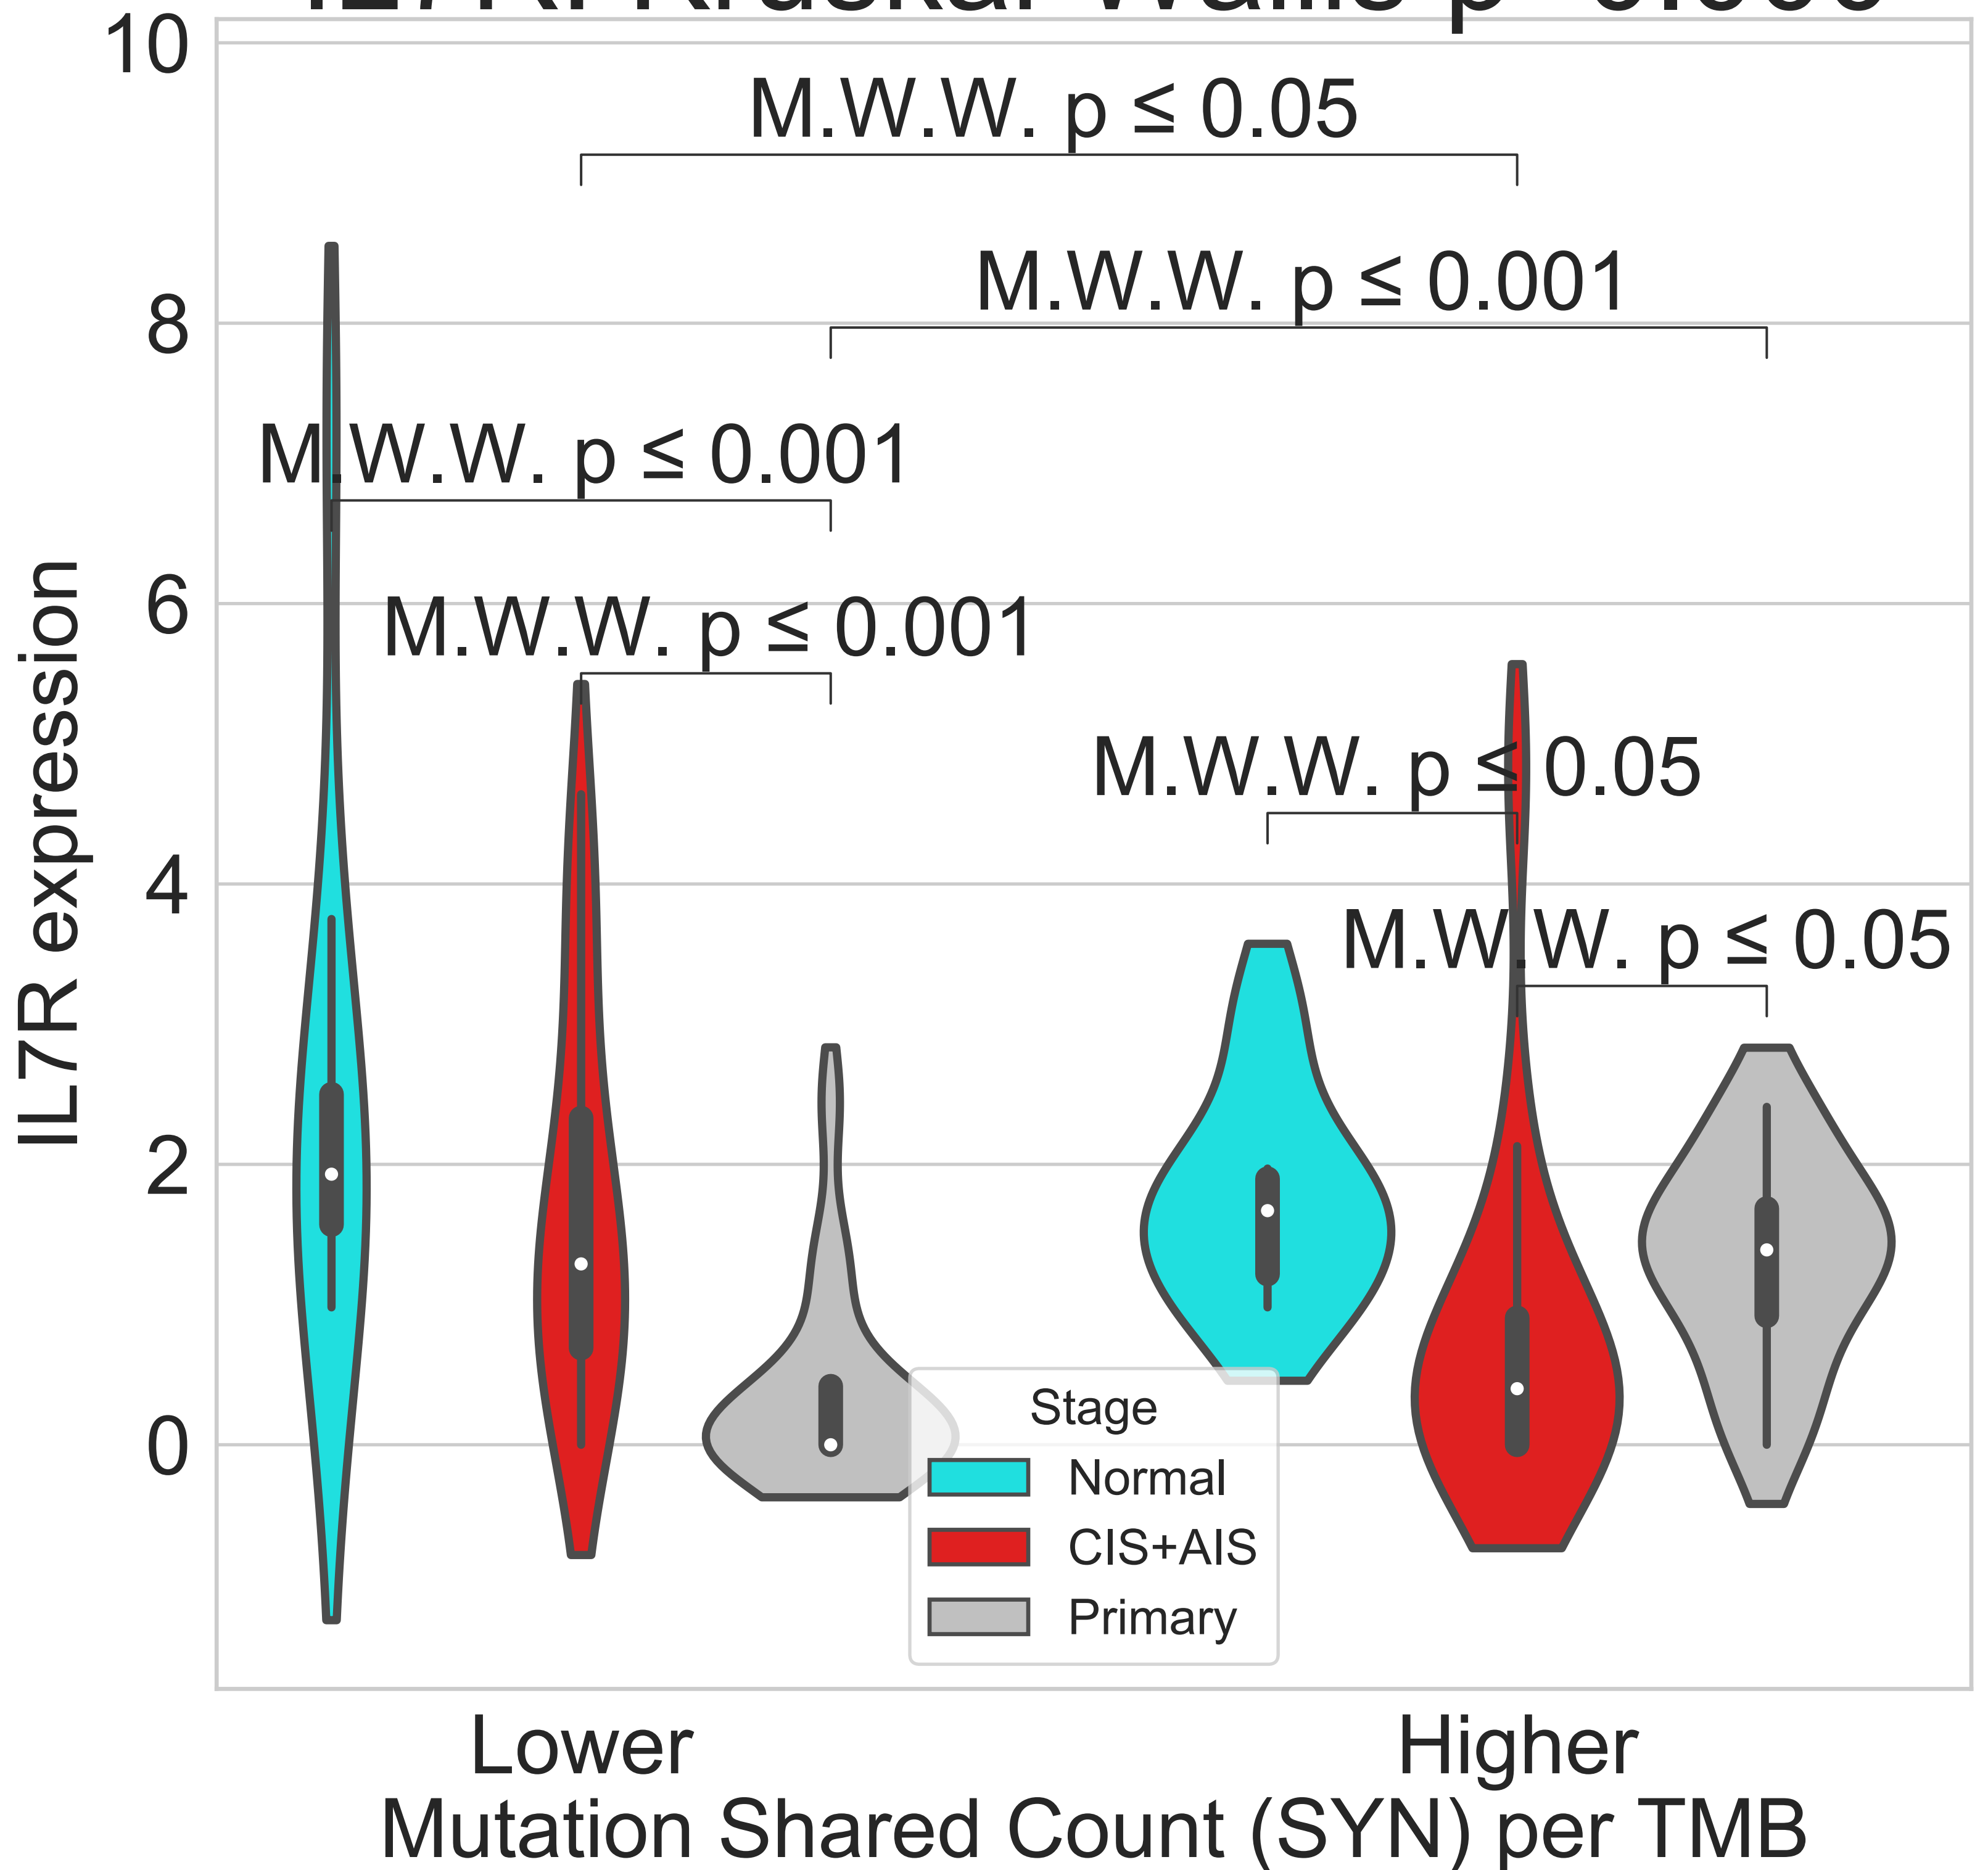 10
M.W.W. p ≤ 0.05
M.W.W. p ≤ 0.001
8
M.W.W. p ≤ 0.001
6
M.W.W. p ≤ 0.001
M.W.W. p ≤ 0.05
4
M.W.W. p ≤ 0.05
2
0
IL7R expression
Stage
Normal
CIS+AIS
Primary
Lower
Higher
Mutation Shared Count (SYN) per TMB